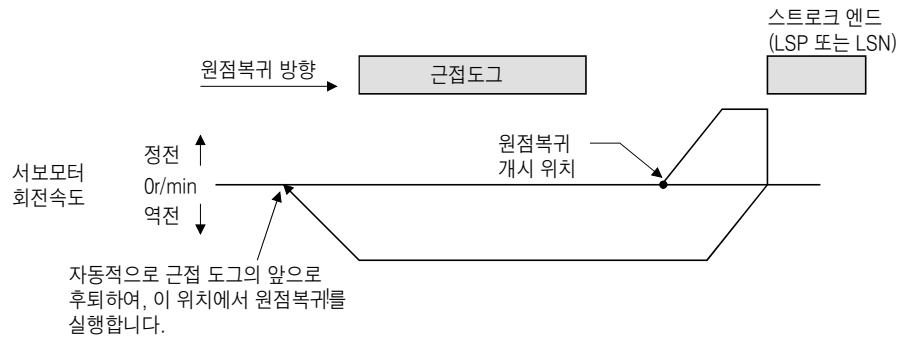 스트로크 엔드
(LSP 또는 LSN)
원점복귀 방향
근접도그
원점복귀
개시 위치
정전
서보모터
회전속도
0r/min
역전
자동적으로 근접 도그의 앞으로
후퇴하여, 이 위치에서 원점복귀를
실행합니다.